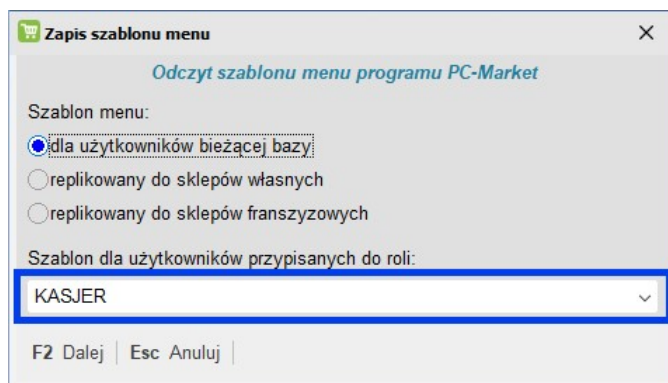 Zapis szablonu menu
Odczyt szablonu menu programu PC-Market
Szablon menu:
dla użytkowników bieżącej bazy
replikowany do sklepów własnych
replikowany do sklepów franszyzowych
Szablon dla użytkowników przypisanych do roli:
KASJER
F2 Dalej | Esc Anuluj |